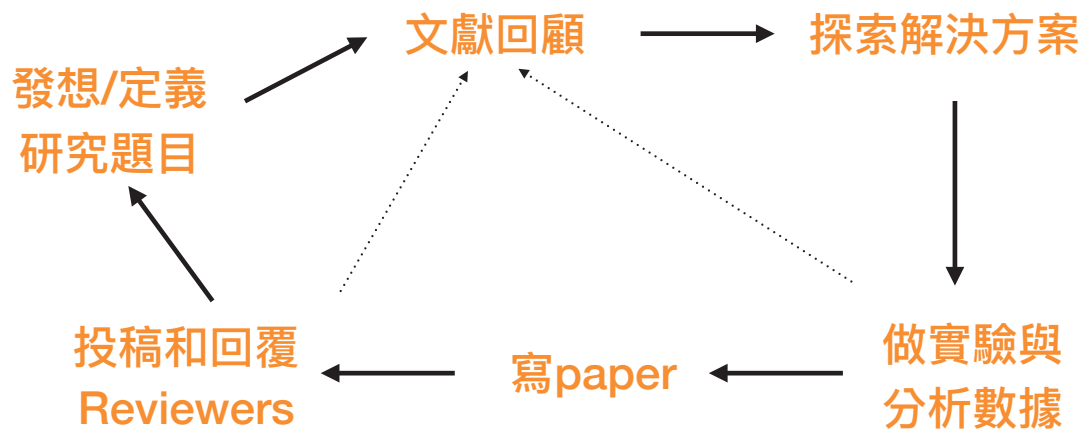 文獻回顧
探索解決方案
發想/定義
研究題目
投稿和回覆
Reviewers
寫paper
做實驗與
分析數據